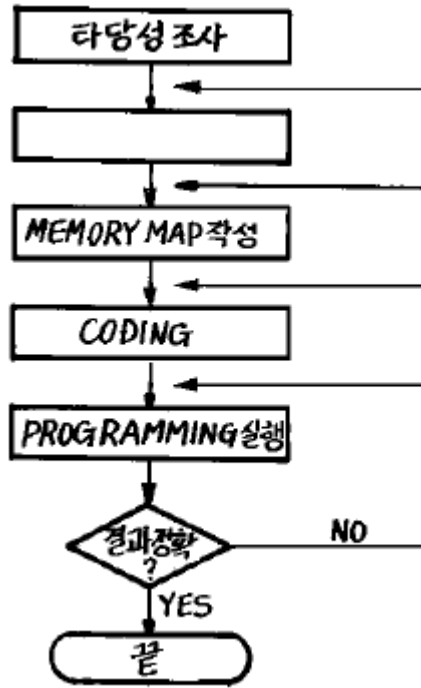 타당성 조사
MEMORY MAP 작성
CODING
PROGRAMMING 실행
결과정확
?
NO
YES
끝